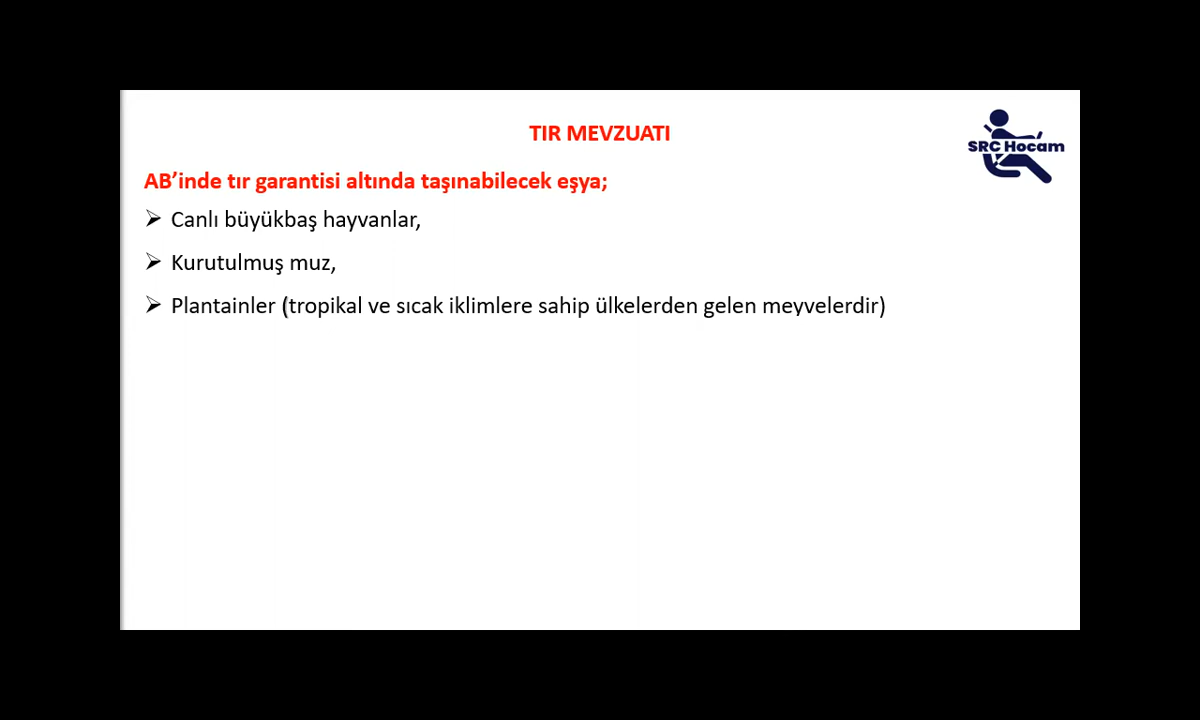 TIR MEVZUATI
SRC Hocam
AB’inde tır garantisi altında taşınabilecek eşya;
➢ Canlı büyükbaş hayvanlar,
➢ Kurutulmuş muz,
➢ Plantainler (tropikal ve sıcak iklimlere sahip ülkelerden gelen meyvelerdir)